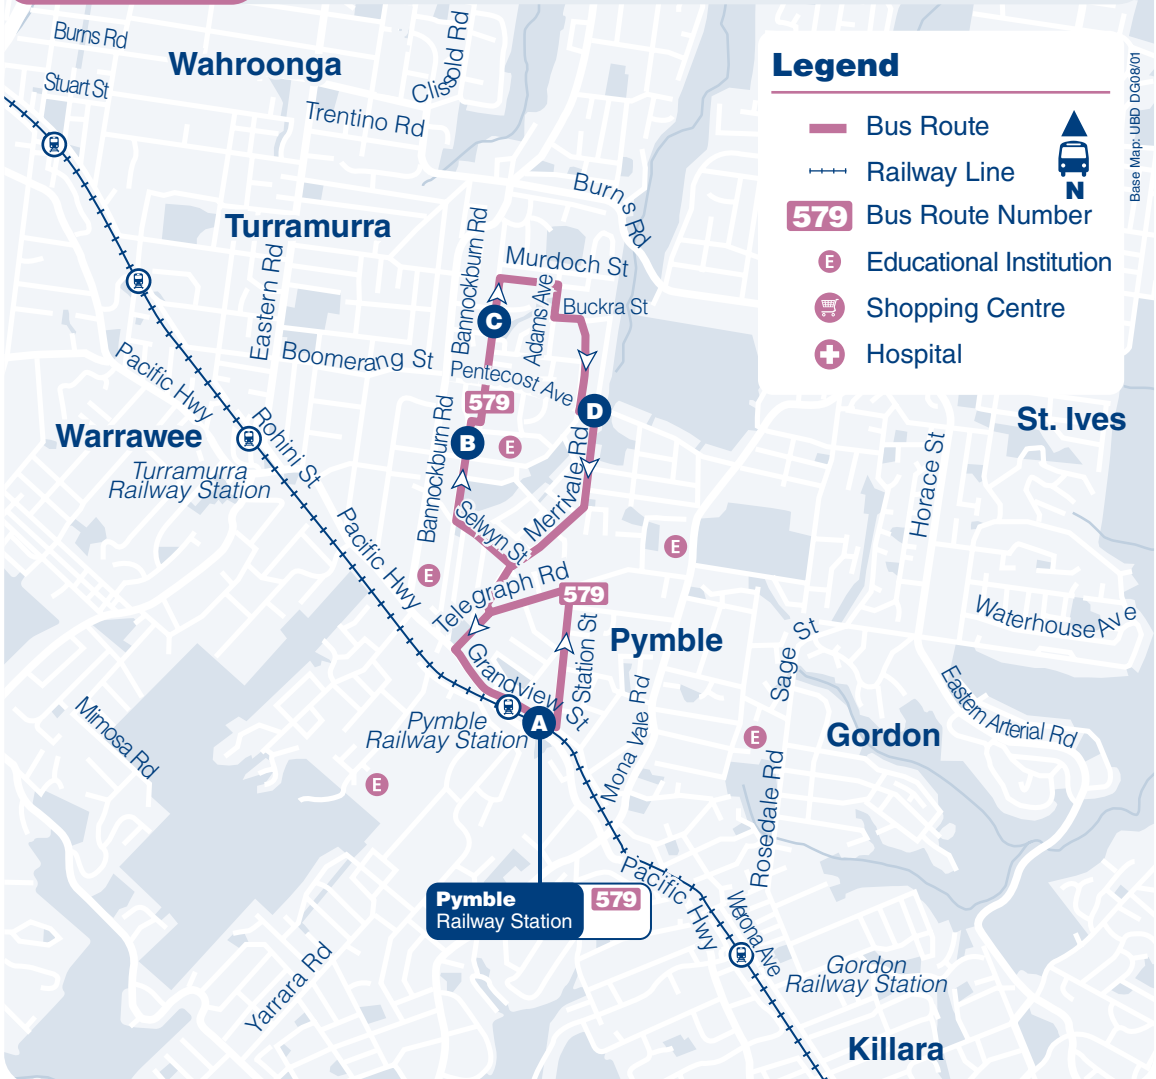 Burns Rd
Wahroonga
Clissold Rd
Stuart St
Trentino Rd
Legend
Bus Route
Railway Line
N
579
Bus Route Number
E
Educational Institution
Shopping Centre
Hospital
Base Map: UBD DG08/01
Burns Rd
Turramurra
Bannockburn Rd
Eastern Rd
Murdoch St
Adams Ave
Buckra St
C
Boomerang St
Pentecost Ave
Pacific Hwy
579
D
Rohini St
Warrawee
Turramurra
Railway Station
B
E
Bannockburn Rd
Merrivale Rd
St. Ives
Horace St
Selwyn St
Pacific Hwy
E
E
Telegraph Rd
579
Station St
Pymble
Sage St
Waterhouse Ave
Grandview St
Eastern Arterial Rd
Mimosa Rd
Pymble
Railway Station
A
Mona Vale Rd
E
Gordon
E
Rosedale Rd
Pacific Hwy
Werona Ave
Pymble
Railway Station
579
Yarrara Rd
Gordon
Railway Station
Killara